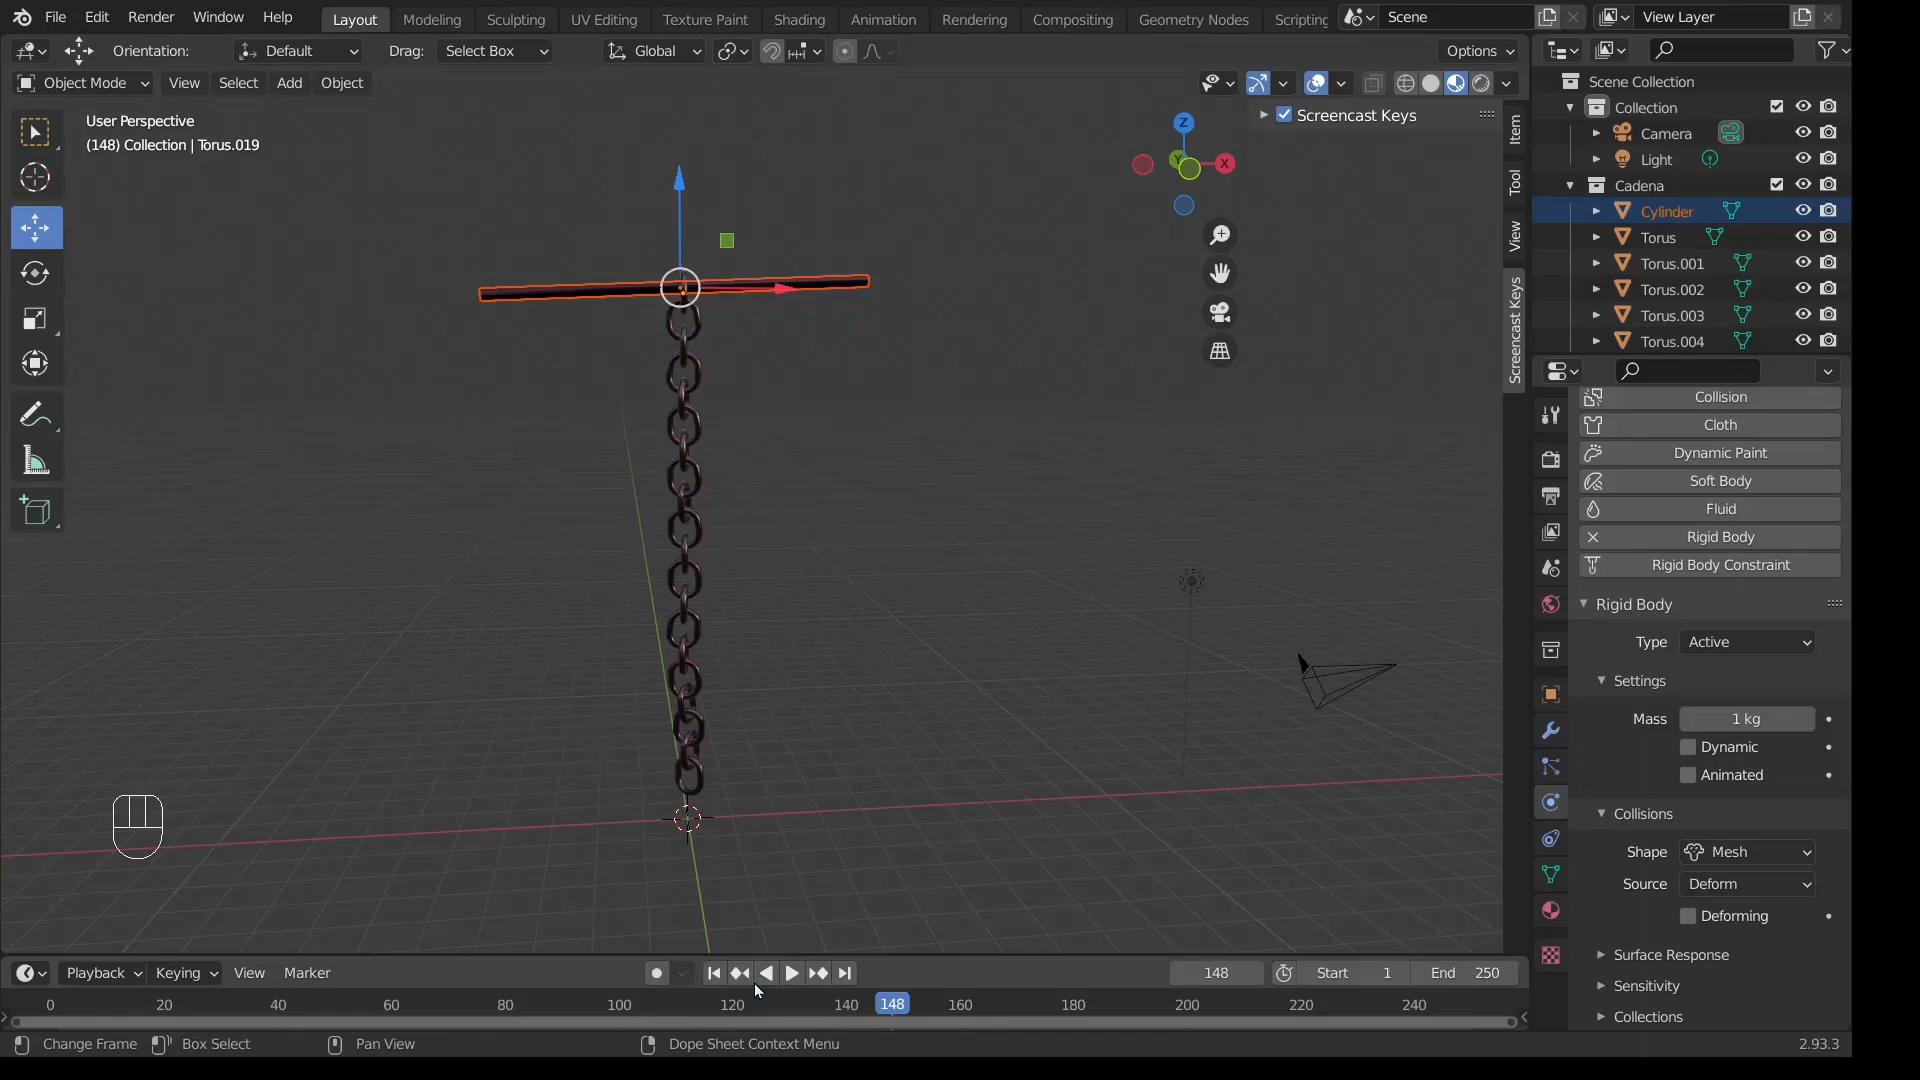 File Edit Render Window Help Layout Modeling Sculpting UV Editing Texture Paint Shading Animation Rendering Compositing Geometry Nodes Scripting Scene View Layer
Orientation: Default Drag: Select Box Global Options
Object Mode View Select Add Object
User Perspective
(148) Collection | Torus.019
Z
X
Y
Screencast Keys
Item
Tool
View
Screencast Keys
Scene Collection
Collection
Camera
Light
Cadena
Cylinder
Torus
Torus.001
Torus.002
Torus.003
Torus.004
Collision
Cloth
Dynamic Paint
Soft Body
Fluid
Rigid Body
Rigid Body Constraint
Rigid Body
Type Active
Settings
Mass 1 kg
Dynamic
Animated
Collisions
Shape Mesh
Source Deform
Deforming
Surface Response
Sensitivity
Collections
Playback Keying View Marker 148 Start 1 End 250
0 20 40 60 80 100 120 140 148 160 180 200 220 240
Change Frame Box Select Pan View Dope Sheet Context Menu 2.93.3